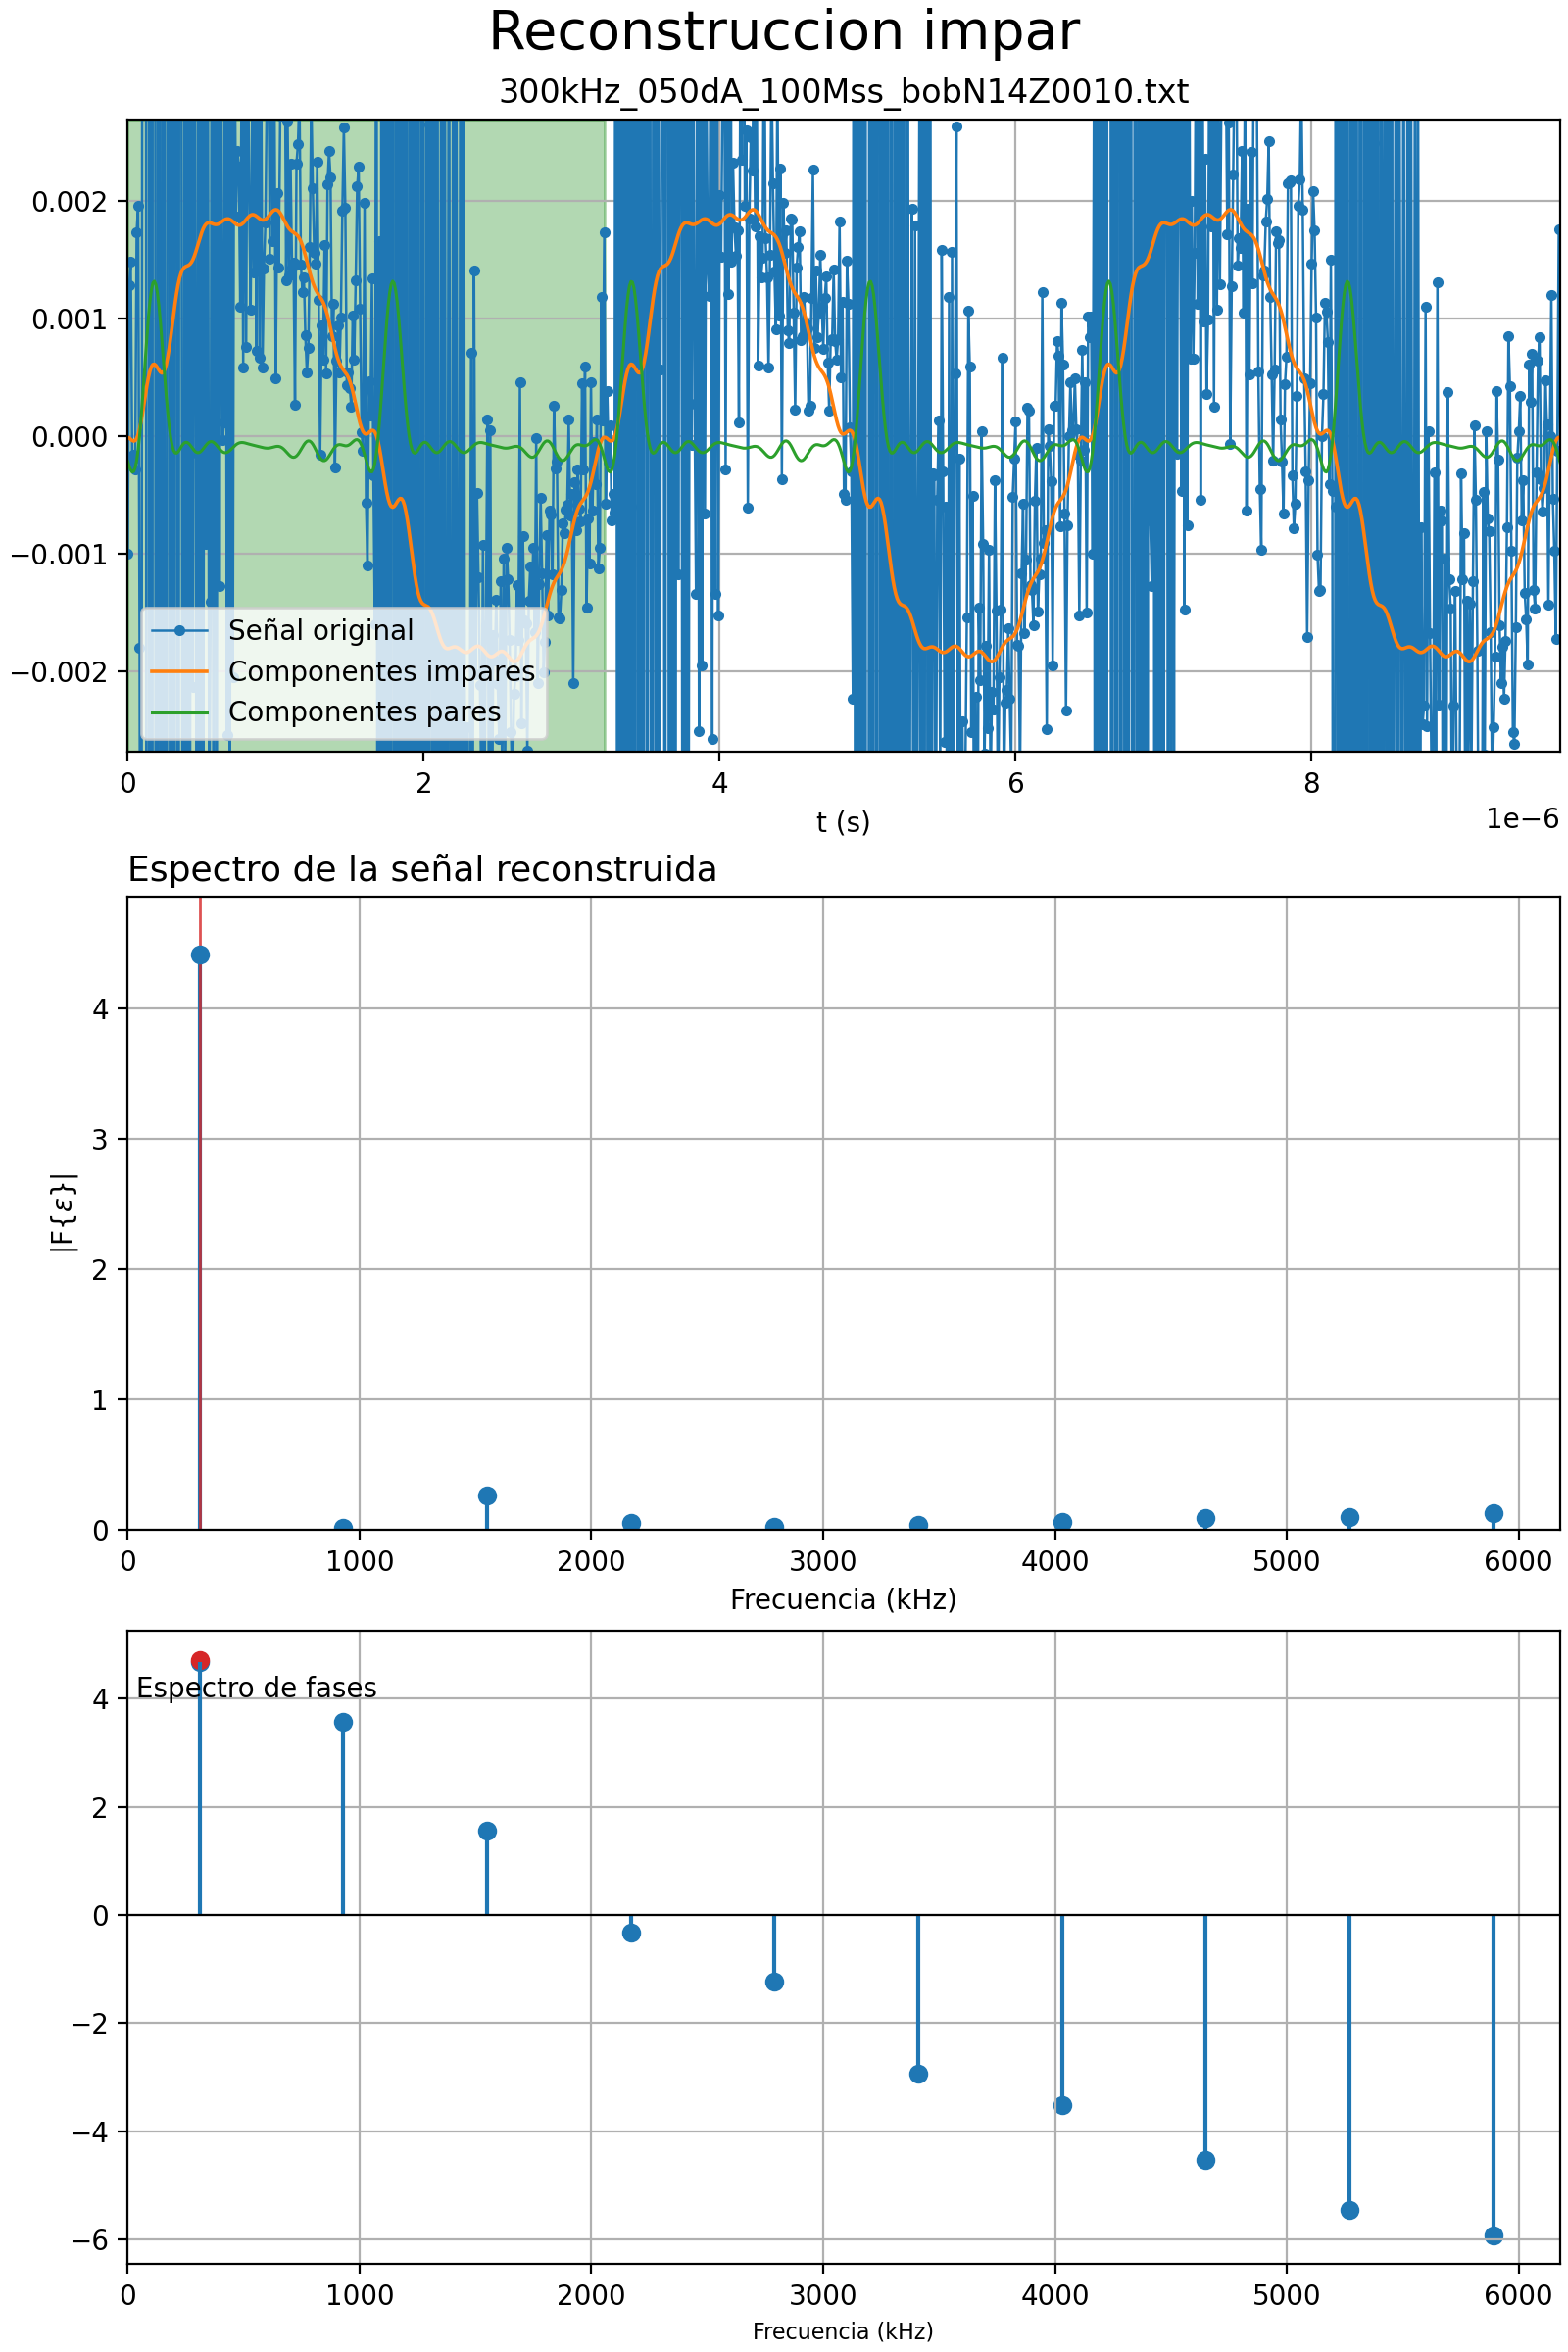 Reconstruccion impar
300kHz_050dA_100Mss_bobN14Z0010.txt
0.002
0.001
0.000
−0.001
−0.002
Señal original
Componentes impares
Componentes pares
0 2 4 6 8
t (s)
1e−6
Espectro de la señal reconstruida
4
3
2
1
0
|F{ε}|
0 1000 2000 3000 4000 5000 6000
Frecuencia (kHz)
Espectro de fases
4
2
0
−2
−4
−6
0 1000 2000 3000 4000 5000 6000
Frecuencia (kHz)